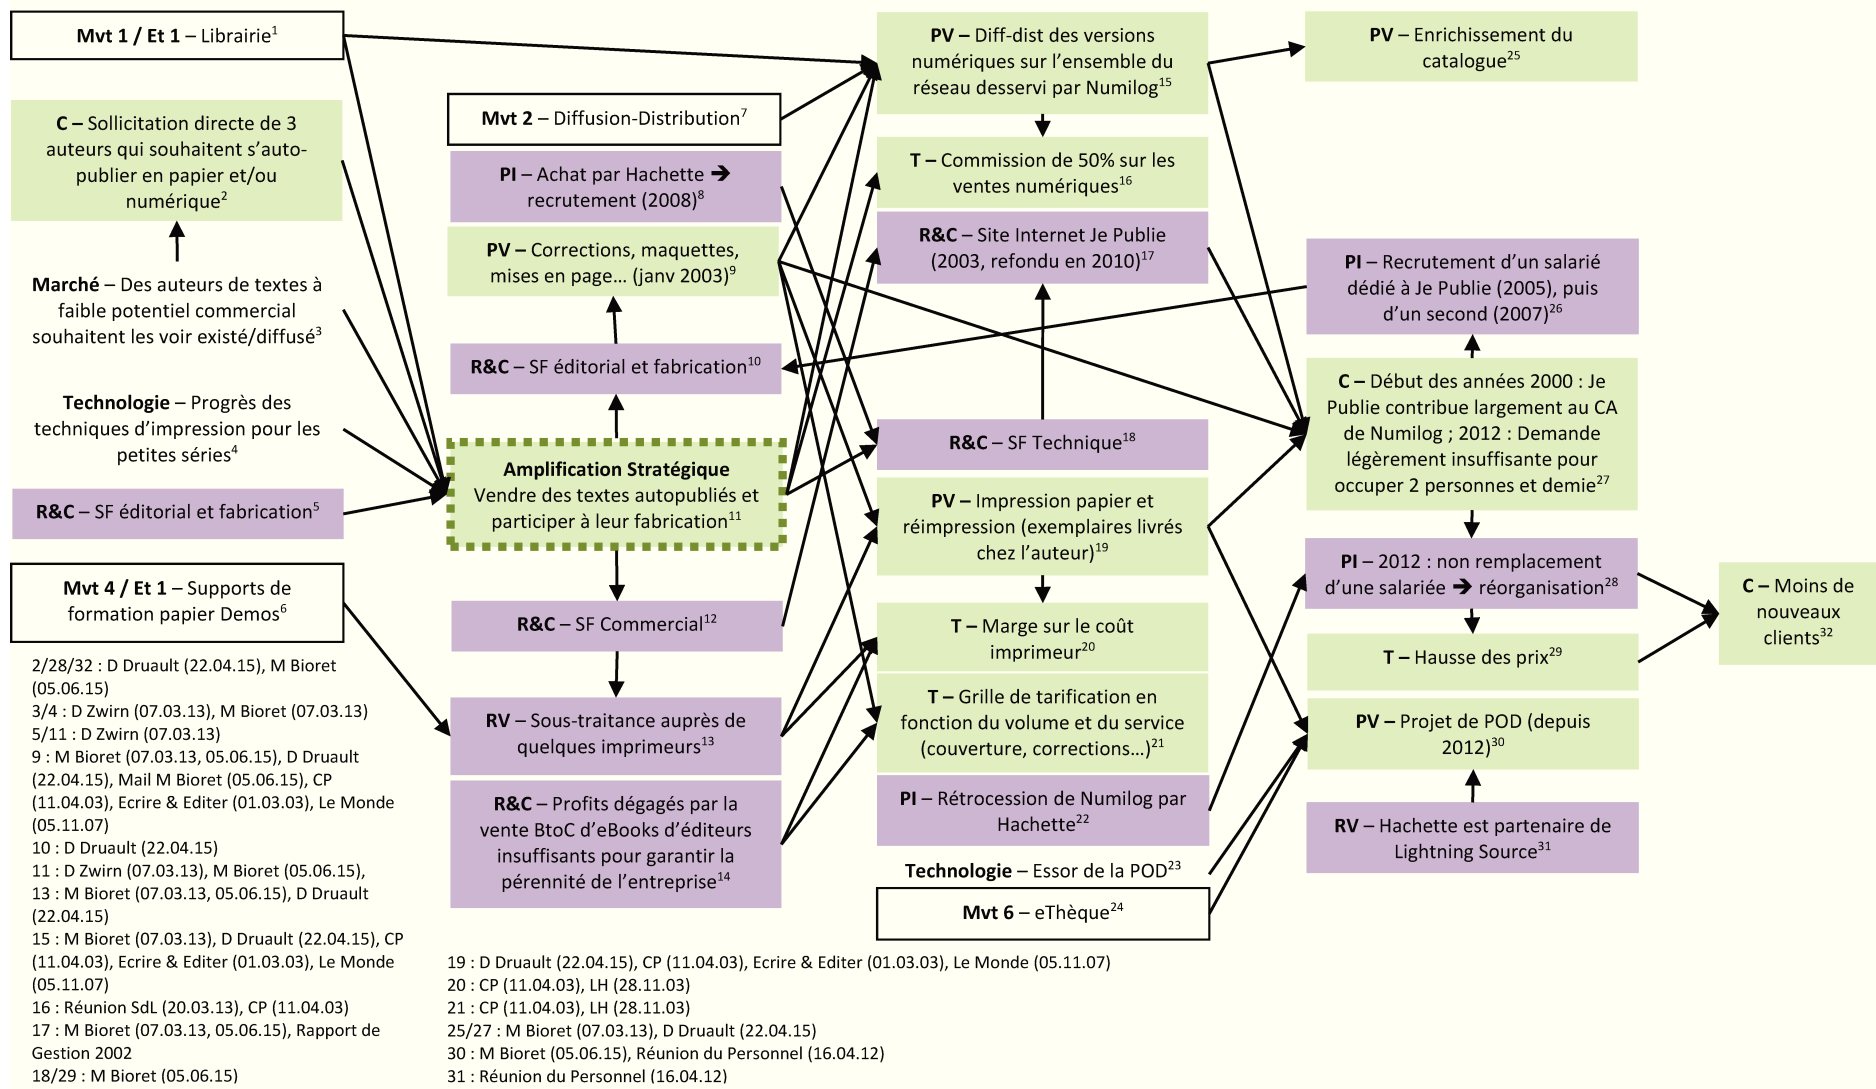 Mvt 1 / Et 1 – Librairie1
C – Sollicitation directe de 3
auteurs qui souhaitent s’auto-
publier en papier et/ou
numérique2
Marché – Des auteurs de textes à
faible potentiel commercial
souhaitent les voir existé/diffusé3
Technologie – Progrès des
techniques d’impression pour les
petites séries4
R&C – SF éditorial et fabrication5
Mvt 4 / Et 1 – Supports de
formation papier Demos6
2/28/32 : D Druault (22.04.15), M Bioret
(05.06.15)
3/4 : D Zwirn (07.03.13), M Bioret (07.03.13)
5/11 : D Zwirn (07.03.13)
9 : M Bioret (07.03.13, 05.06.15), D Druault
(22.04.15), Mail M Bioret (05.06.15), CP
(11.04.03), Ecrire & Editer (01.03.03), Le Monde
(05.11.07)
10 : D Druault (22.04.15)
11 : D Zwirn (07.03.13), M Bioret (05.06.15),
13 : M Bioret (07.03.13, 05.06.15), D Druault
(22.04.15)
15 : M Bioret (07.03.13), D Druault (22.04.15), CP
(11.04.03), Ecrire & Editer (01.03.03), Le Monde
(05.11.07)
16 : Réunion SdL (20.03.13), CP (11.04.03)
17 : M Bioret (07.03.13, 05.06.15), Rapport de
Gestion 2002
18/29 : M Bioret (05.06.15)
Mvt 2 – Diffusion-Distribution7
PI – Achat par Hachette ➔
recrutement (2008)8
PV – Corrections, maquettes,
mises en page… (janv 2003)9
R&C – SF éditorial et fabrication10
Amplification Stratégique
Vendre des textes autopubliés et
participer à leur fabrication11
R&C – SF Commercial12
RV – Sous-traitance auprès de
quelques imprimeurs13
R&C – Profits dégagés par la
vente BtoC d’eBooks d’éditeurs
insuffisants pour garantir la
pérennité de l’entreprise14
19 : D Druault (22.04.15), CP (11.04.03), Ecrire & Editer (01.03.03), Le Monde (05.11.07)
20 : CP (11.04.03), LH (28.11.03)
21 : CP (11.04.03), LH (28.11.03)
25/27 : M Bioret (07.03.13), D Druault (22.04.15)
30 : M Bioret (05.06.15), Réunion du Personnel (16.04.12)
31 : Réunion du Personnel (16.04.12)
PV – Diff-dist des versions
numériques sur l’ensemble du
réseau desservi par Numilog15
T – Commission de 50% sur les
ventes numériques16
R&C – Site Internet Je Publie
(2003, refondu en 2010)17
R&C – SF Technique18
PV – Impression papier et
réimpression (exemplaires livrés
chez l’auteur)19
T – Marge sur le coût
imprimeur20
T – Grille de tarification en
fonction du volume et du service
(couverture, corrections…)21
PI – Rétrocession de Numilog par
Hachette22
Technologie – Essor de la POD23
Mvt 6 – eThèque24
PV – Enrichissement du
catalogue25
PI – Recrutement d’un salarié
dédié à Je Publie (2005), puis
d’un second (2007)26
C – Début des années 2000 : Je
Publie contribue largement au CA
de Numilog ; 2012 : Demande
légèrement insuffisante pour
occuper 2 personnes et demie27
PI – 2012 : non remplacement
d’une salariée ➔ réorganisation28
T – Hausse des prix29
PV – Projet de POD (depuis
2012)30
RV – Hachette est partenaire de
Lightning Source31
C – Moins de
nouveaux
clients32